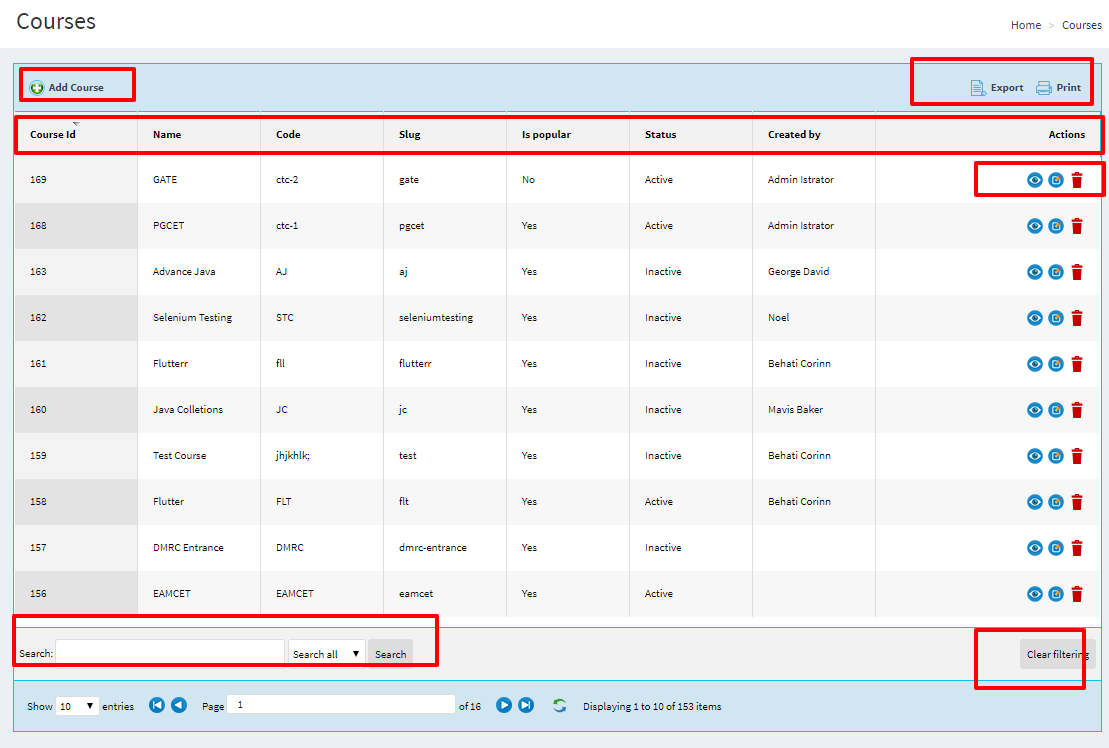 Courses
Home > Courses
Add Course Export Print
Course Id Name Code Slug Is popular Status Created by Actions
169 GATE ctc-2 gate No Active Admin Istrator
168 PGCET ctc-1 pgcet Yes Active Admin Istrator
163 Advance Java AJ aj Yes Inactive George David
162 Selenium Testing STC seleniumtesting Yes Inactive Noel
161 Flutterr fll flutterr Yes Inactive Behati Corinn
160 Java Colletions JC jc Yes Inactive Mavis Baker
159 Test Course jhjkhlk; test Yes Inactive Behati Corinn
158 Flutter FLT flt Yes Active Behati Corinn
157 DMRC Entrance DMRC dmrc-entrance Yes Inactive
156 EAMCET EAMCET eamcet Yes Active
Search: Search all Search Clear filtering
Show 10 entries Page 1 of 16 Displaying 1 to 10 of 153 items